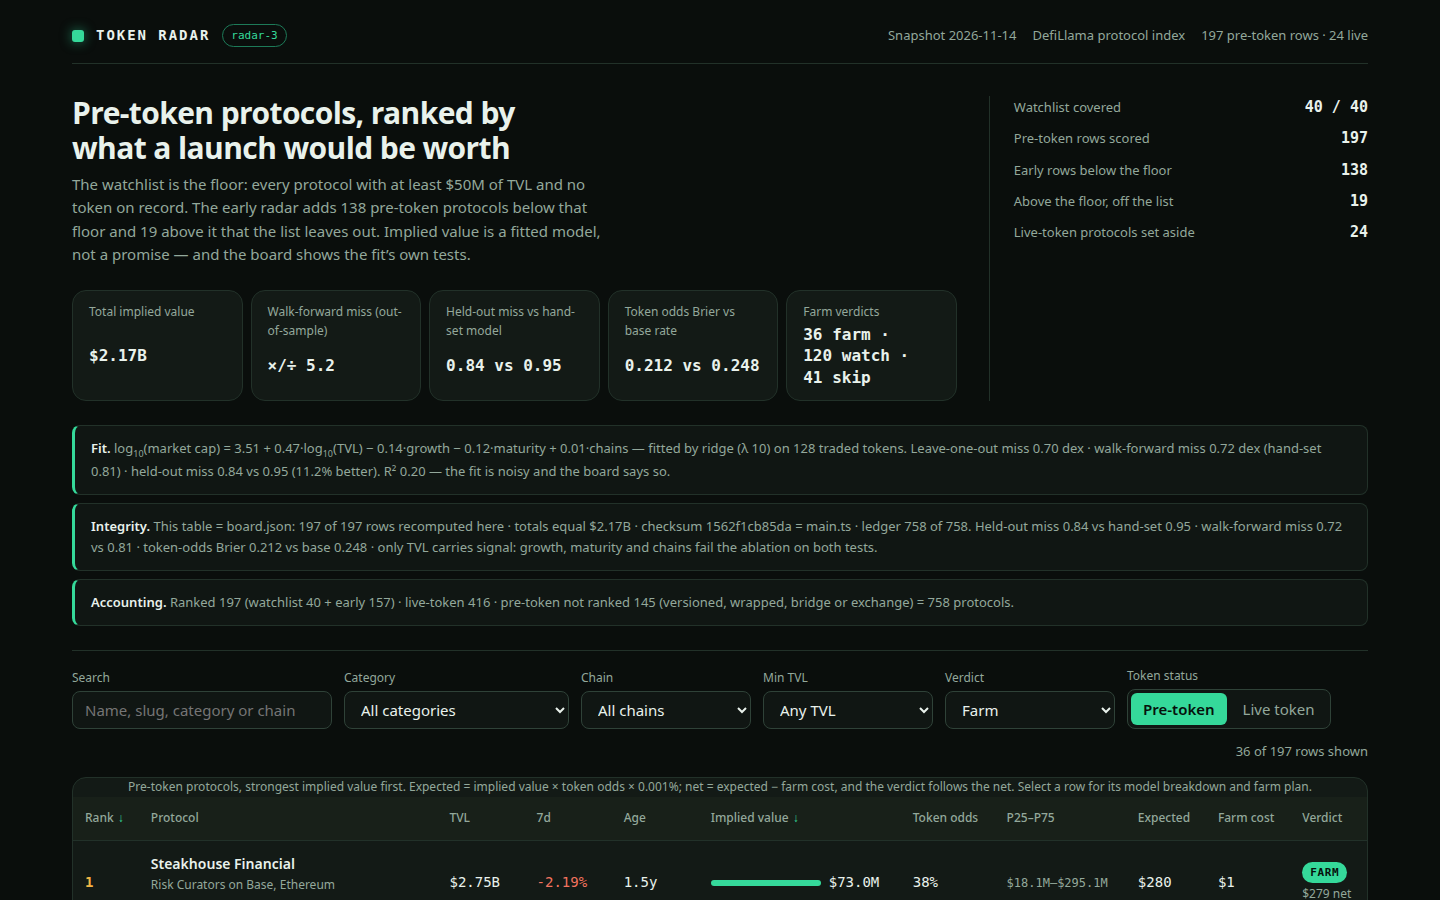 TOKEN RADAR radar-3
Snapshot 2026-11-14 DefiLlama protocol index 197 pre-token rows · 24 live
Pre-token protocols, ranked by
what a launch would be worth
The watchlist is the floor: every protocol with at least $50M of TVL and no
token on record. The early radar adds 138 pre-token protocols below that
floor and 19 above it that the list leaves out. Implied value is a fitted model,
not a promise — and the board shows the fit's own tests.
Watchlist covered 40 / 40
Pre-token rows scored 197
Early rows below the floor 138
Above the floor, off the list 19
Live-token protocols set aside 24
Total implied value
$2.17B
Walk-forward miss (out-
of-sample)
×/÷ 5.2
Held-out miss vs hand-
set model
0.84 vs 0.95
Token odds Brier vs
base rate
0.212 vs 0.248
Farm verdicts
36 farm ·
120 watch ·
41 skip
Fit. log10(market cap) = 3.51 + 0.47·log10(TVL) − 0.14·growth − 0.12·maturity + 0.01·chains — fitted by ridge (λ 10) on 128 traded tokens. Leave-one-out miss 0.70 dex · walk-forward miss 0.72 dex (hand-set
0.81) · held-out miss 0.84 vs 0.95 (11.2% better). R² 0.20 — the fit is noisy and the board says so.
Integrity. This table = board.json: 197 of 197 rows recomputed here · totals equal $2.17B · checksum 1562f1cb85da = main.ts · ledger 758 of 758. Held-out miss 0.84 vs hand-set 0.95 · walk-forward miss 0.72
vs 0.81 · token-odds Brier 0.212 vs base 0.248 · only TVL carries signal: growth, maturity and chains fail the ablation on both tests.
Accounting. Ranked 197 (watchlist 40 + early 157) · live-token 416 · pre-token not ranked 145 (versioned, wrapped, bridge or exchange) = 758 protocols.
Search Category Chain Min TVL Verdict Token status
Name, slug, category or chain All categories All chains Any TVL Farm Pre-token Live token
36 of 197 rows shown
Pre-token protocols, strongest implied value first. Expected = implied value × token odds × 0.001%; net = expected − farm cost, and the verdict follows the net. Select a row for its model breakdown and farm plan.
Rank ↓ Protocol TVL 7d Age Implied value ↓ Token odds P25–P75 Expected Farm cost Verdict
1 Steakhouse Financial $2.75B -2.19% 1.5y $73.0M 38% $18.1M–$295.1M $280 $1 FARM
Risk Curators on Base, Ethereum $279 net